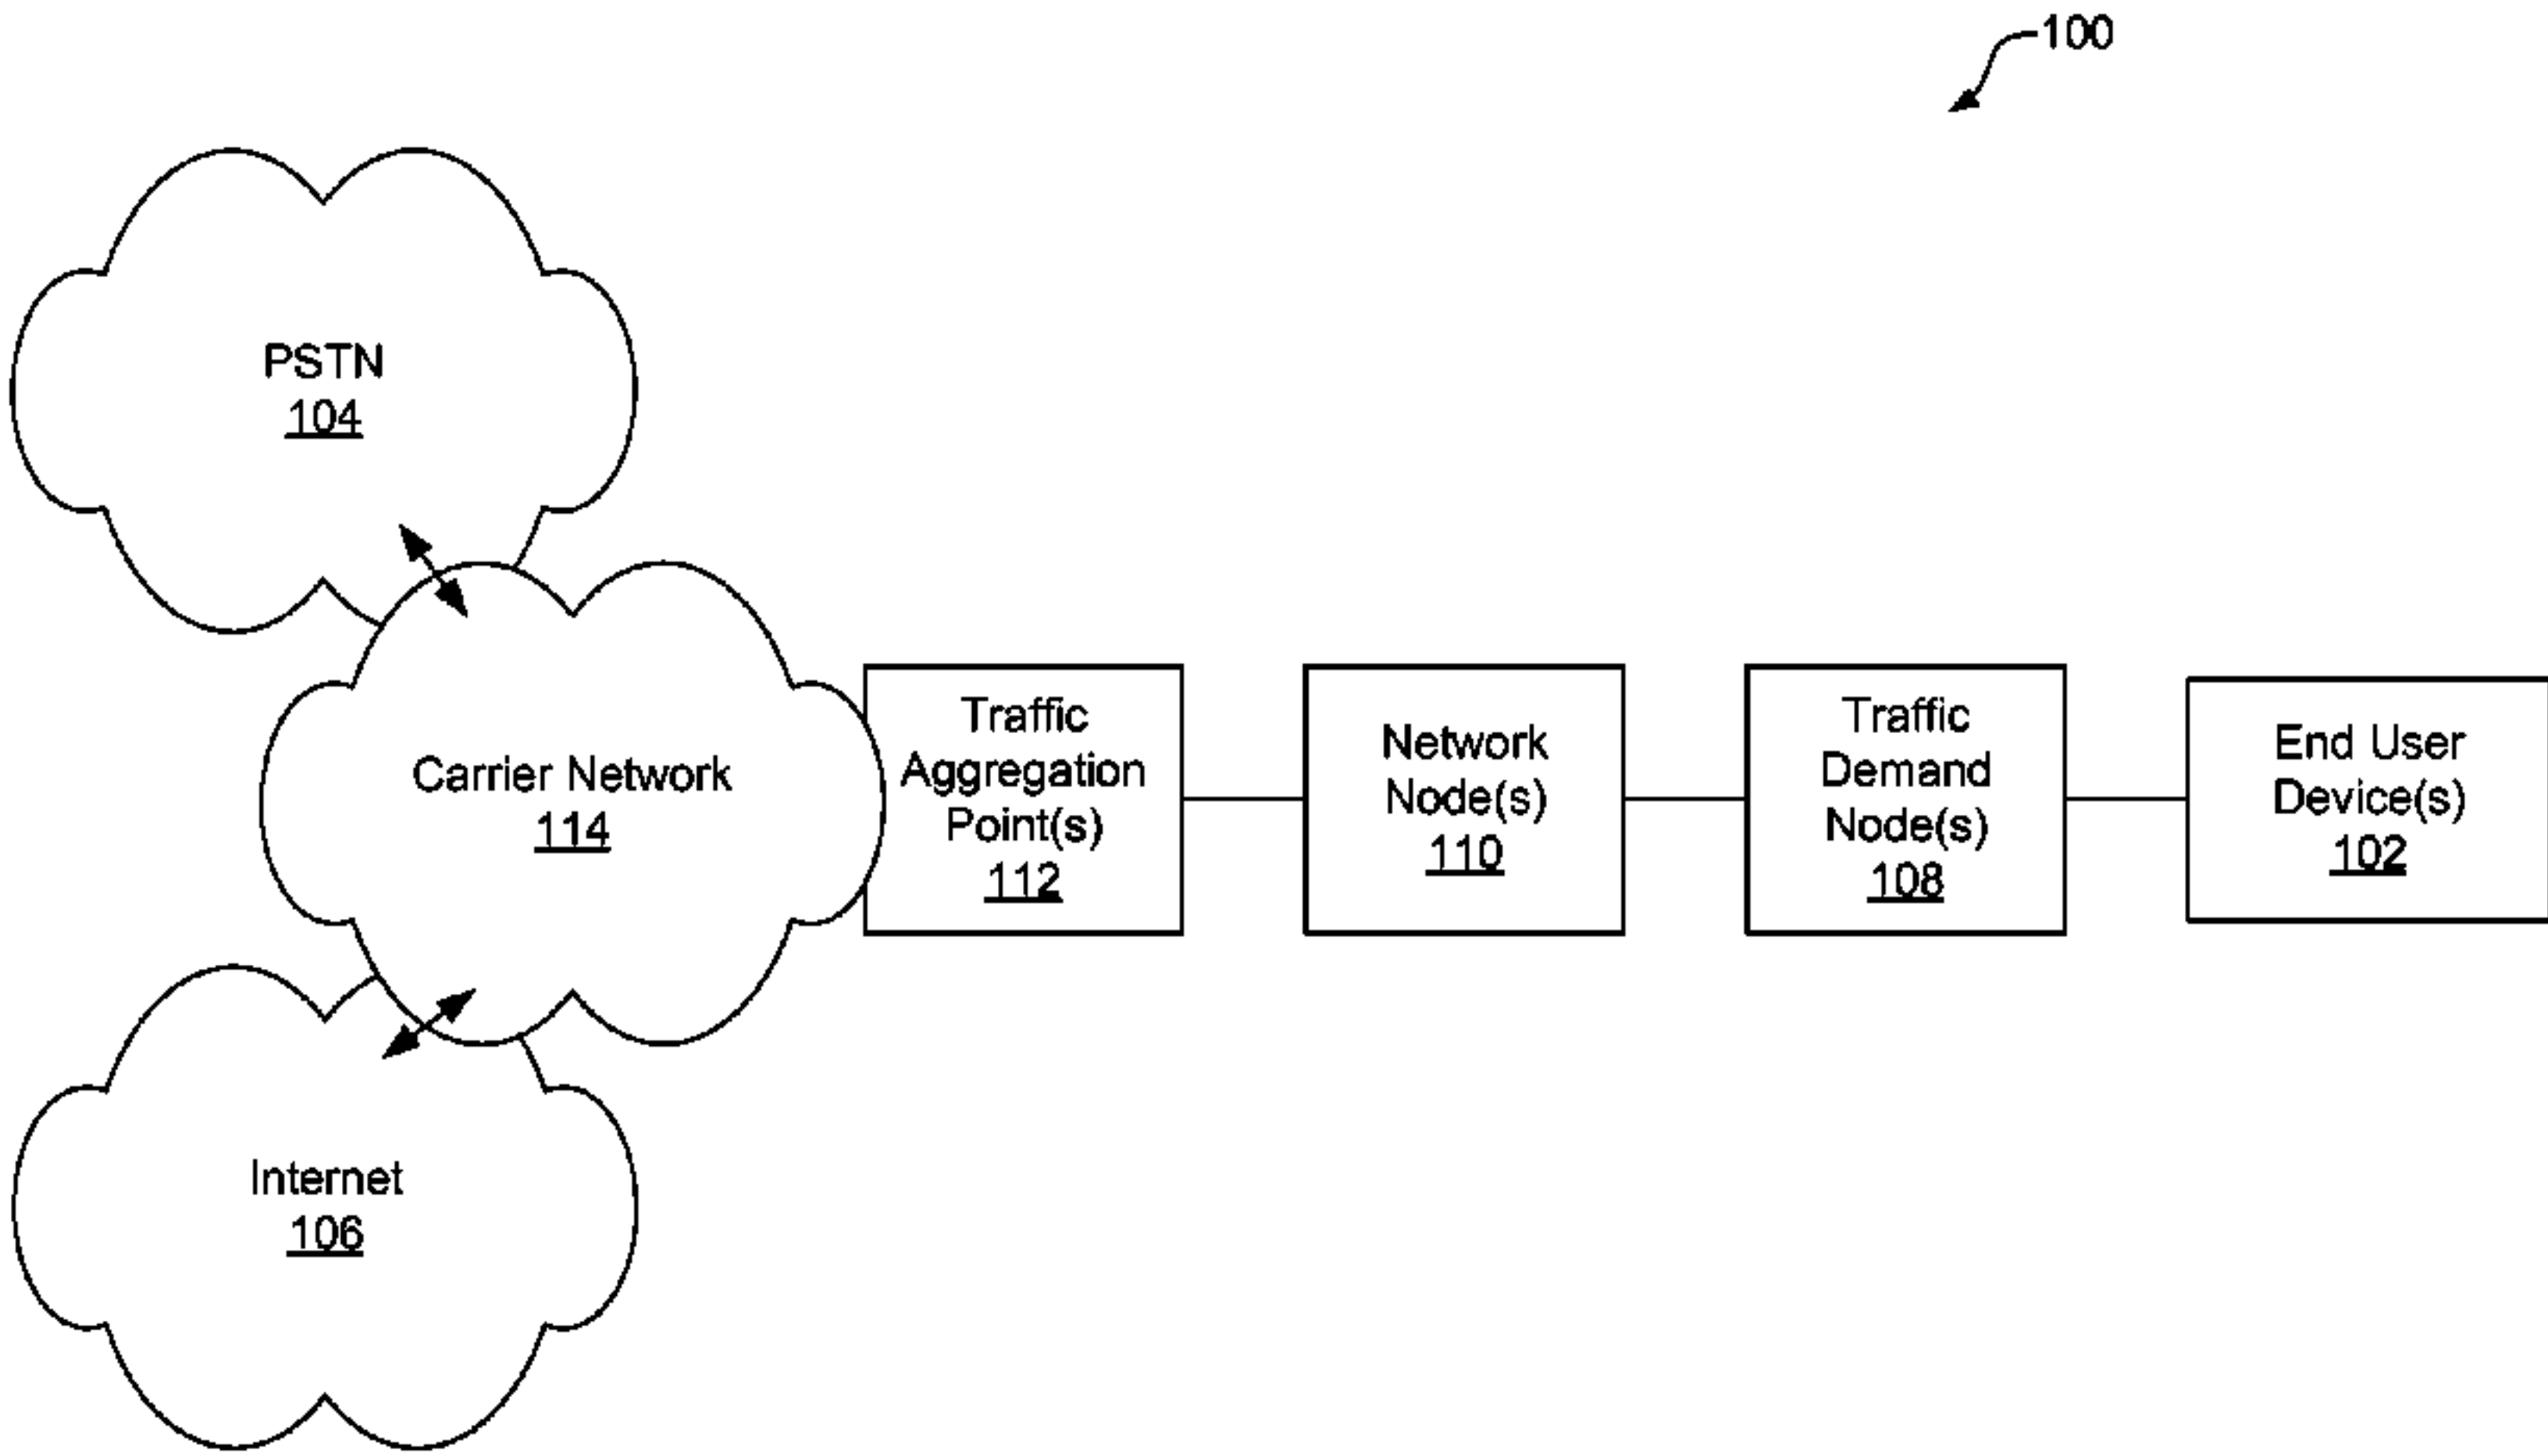 100
PSTN
104
Carrier Network
114
Internet
106
Traffic
Aggregation
Point(s)
112
Network
Node(s)
110
Traffic
Demand
Node(s)
108
End User
Device(s)
102